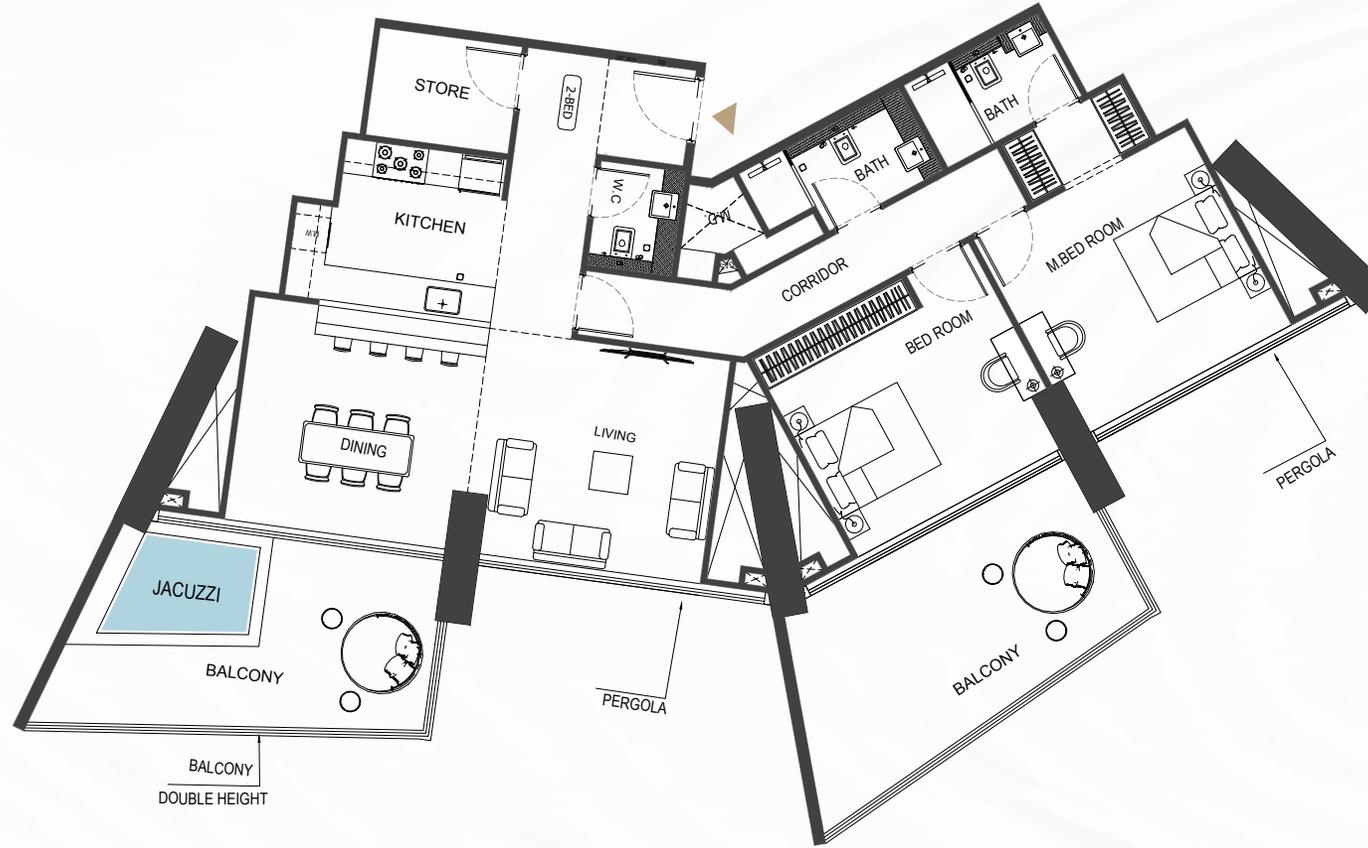 STORE
2-BED
BATH
BATH
W.C
KITCHEN
M.W
M.D
CORRIDOR
M.BED ROOM
BED ROOM
LIVING
DINING
PERGOLA
JACUZZI
BALCONY
BALCONY
PERGOLA
BALCONY
DOUBLE HEIGHT